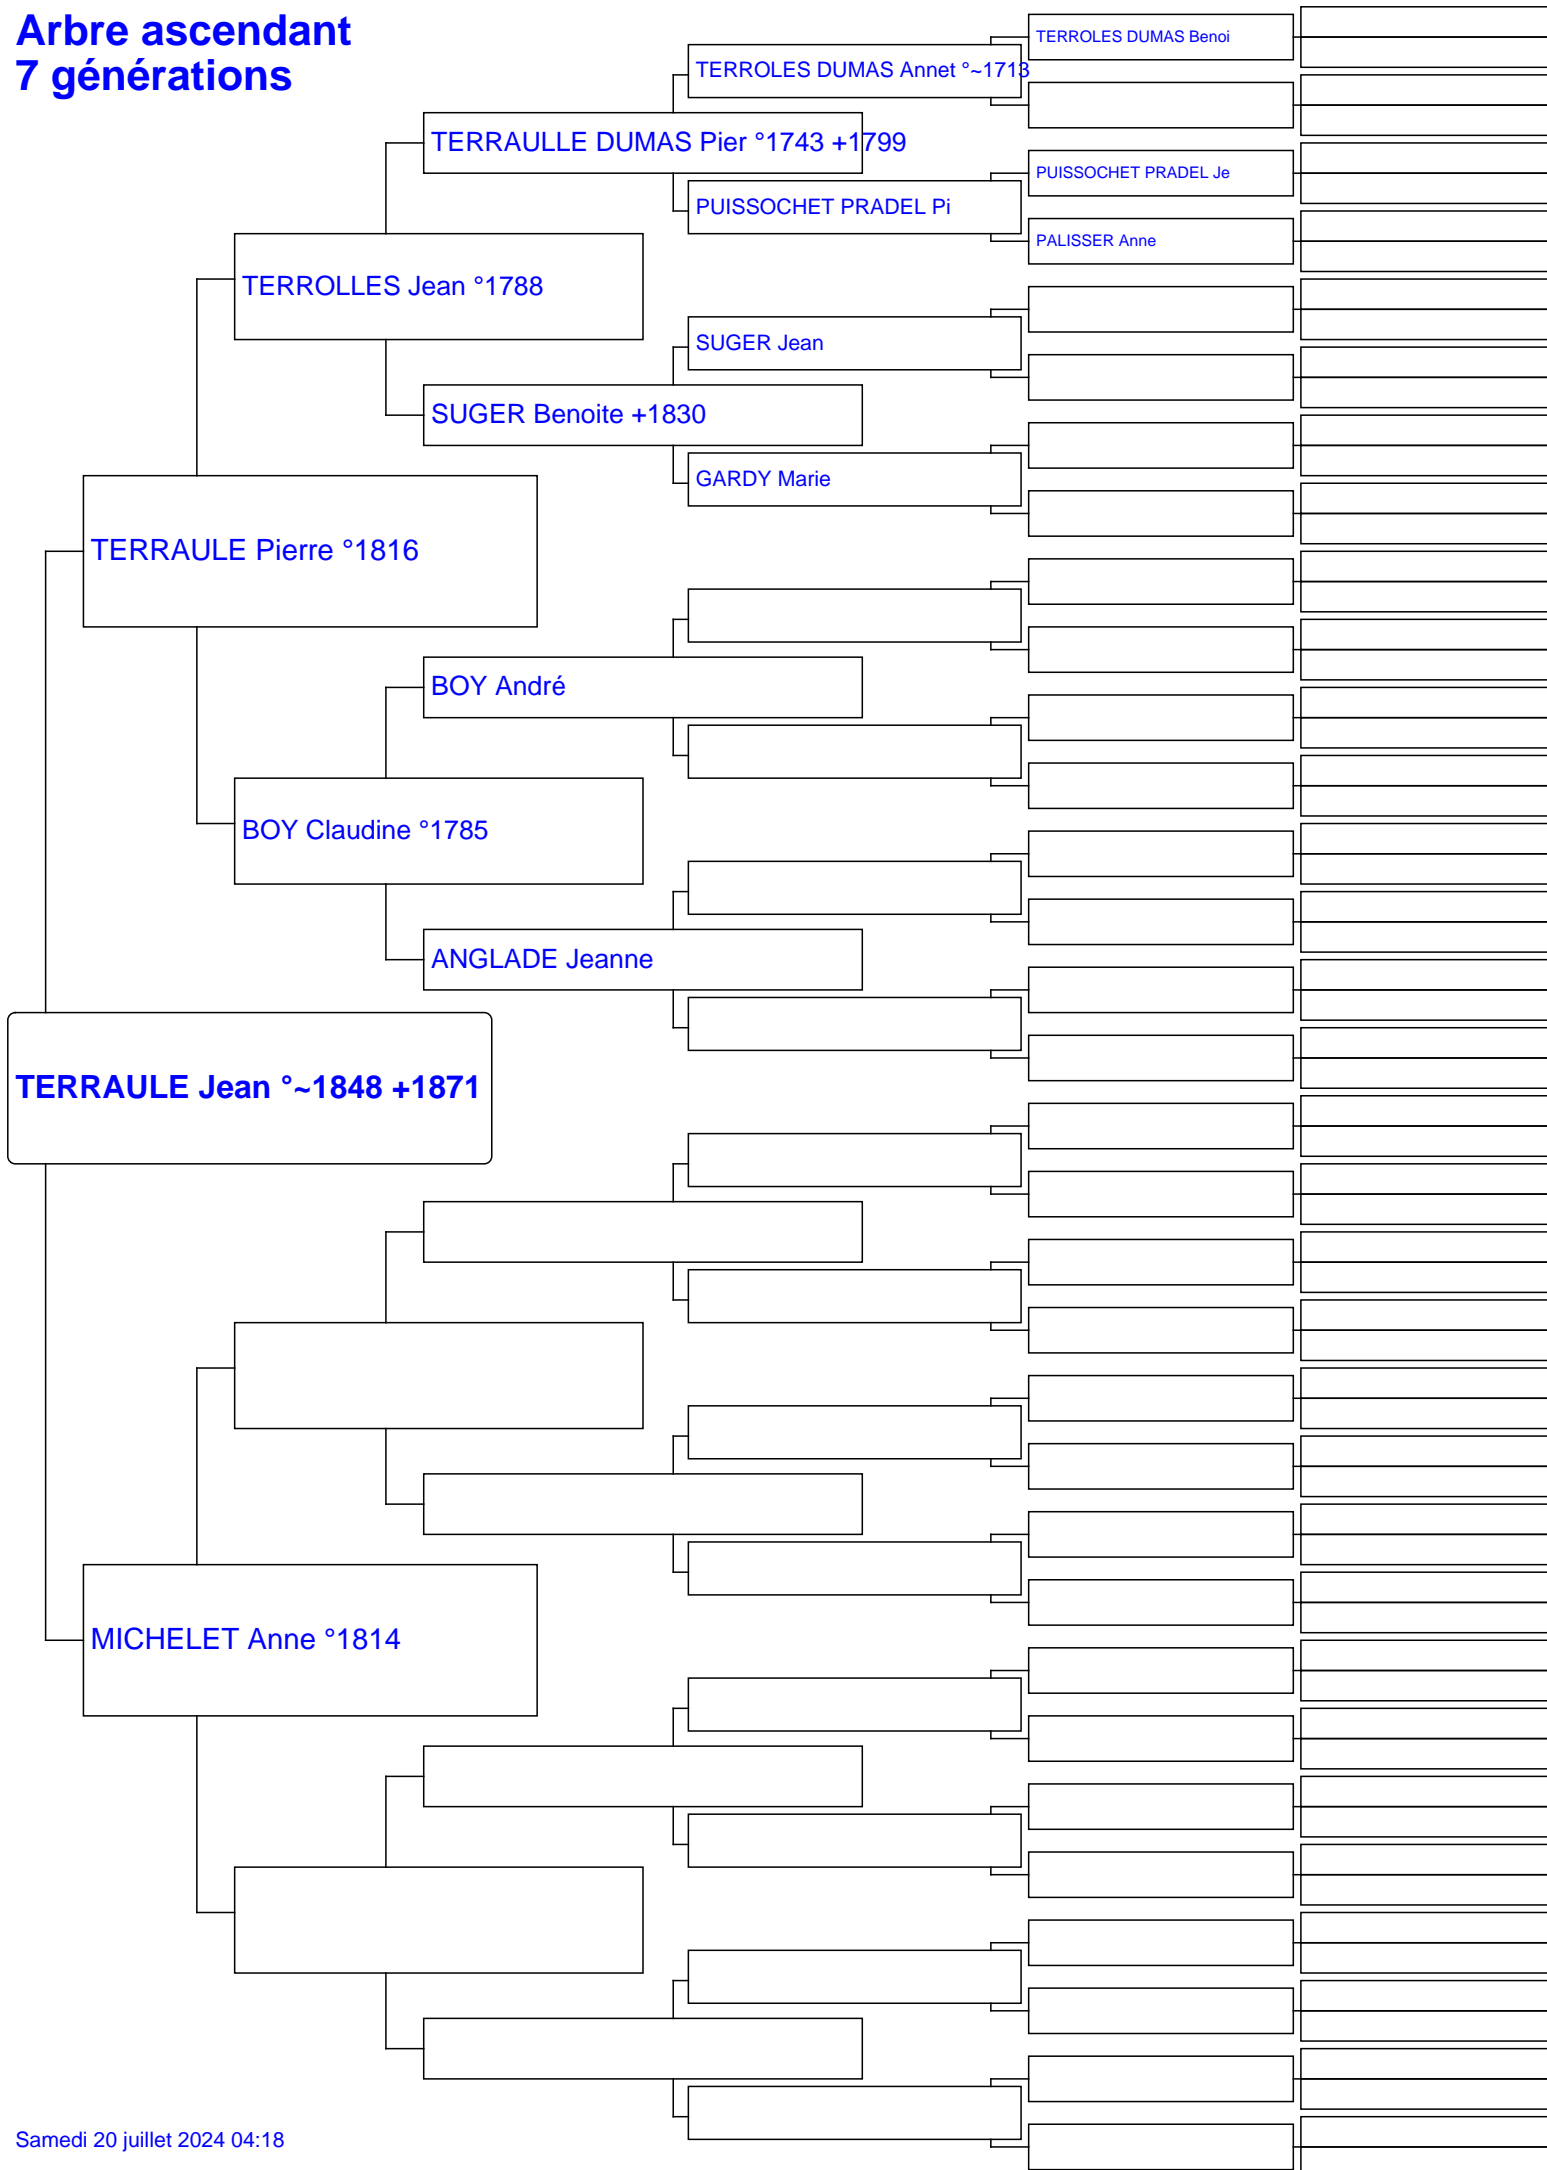 Arbre ascendant
7 générations
TERROLES DUMAS Benoi
TERROLES DUMAS Annet °~1713
TERRAULLE DUMAS Pier °1743 +1799
PUISSOCHET PRADEL Je
PUISSOCHET PRADEL Pi
PALISSER Anne
TERROLLES Jean °1788
SUGER Jean
SUGER Benoite +1830
GARDY Marie
TERRAULE Pierre °1816
BOY André
BOY Claudine °1785
ANGLADE Jeanne
TERRAULE Jean °~1848 +1871
MICHELET Anne °1814
Samedi 20 juillet 2024 04:18